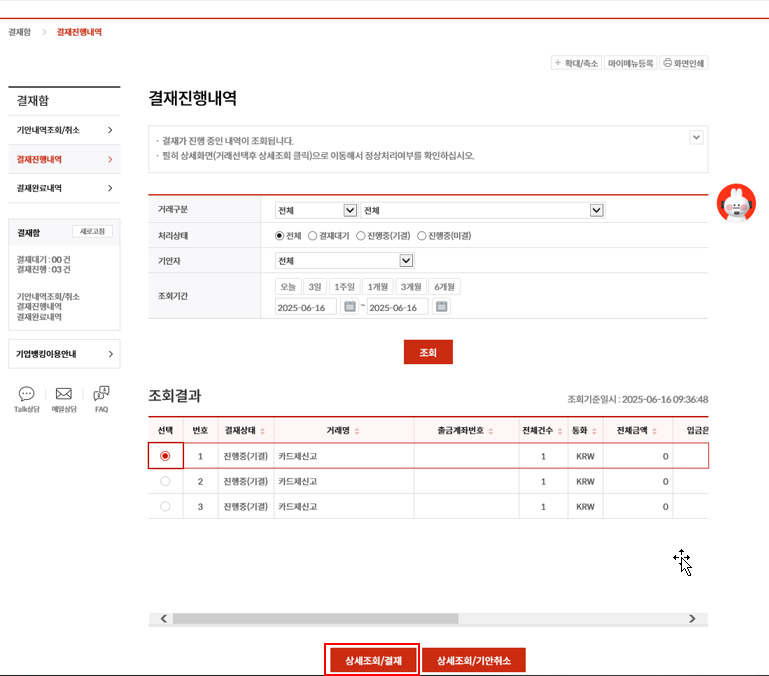 결재함 > 결재진행내역
+ 확대/축소 마이메뉴등록 화면인쇄
결재함
기안내역조회/취소
결재진행내역
결재완료내역
결재함 새로고침
결재대기 : 00 건
결재진행 : 03 건
기안내역조회/취소
결재진행내역
결재완료내역
기업뱅킹이용안내
Talk상담 메일상담 FAQ
결재진행내역
· 결재가 진행 중인 내역이 조회됩니다.
· 필히 상세화면(거래선택후 상세조회 클릭)으로 이동해서 정상처리여부를 확인하십시오.
거래구분 전체 전체
처리상태 전체 결재대기 진행중(기결) 진행중(미결)
기안자 전체
조회기간 오늘 3일 1주일 1개월 3개월 6개월
2025-06-16 ~ 2025-06-16
조회
조회결과 조회기준일시 : 2025-06-16 09:36:48
선택 번호 결재상태 거래명 출금계좌번호 전체건수 통화 전체금액 입금은
1 진행중(기결) 카드제신고 1 KRW 0
2 진행중(기결) 카드제신고 1 KRW 0
3 진행중(기결) 카드제신고 1 KRW 0
상세조회/결재 상세조회/기안취소